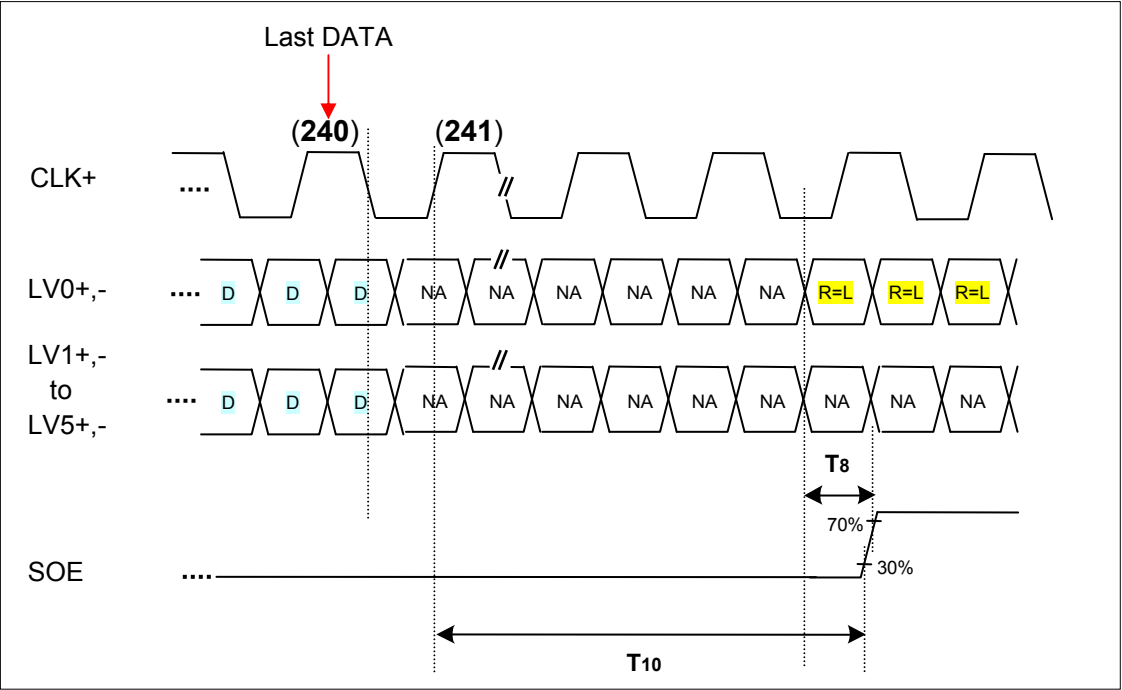 Last DATA
(240) (241)
CLK+ ....
LV0+,- .... D D D NA NA NA NA NA NA R=L R=L R=L
LV1+,-
to
LV5+,-
.... D D D NA NA NA NA NA NA NA NA NA
T8
70%
30%
SOE ....
T10